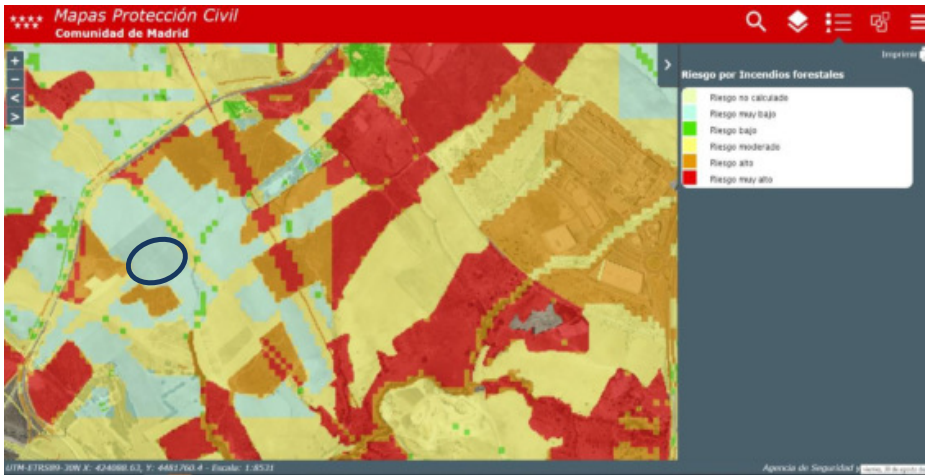 Mapas Protección Civil
Comunidad de Madrid
Imprimir
Riesgo por Incendios forestales
Riesgo no calculado
Riesgo muy bajo
Riesgo bajo
Riesgo moderado
Riesgo alto
Riesgo muy alto
+
−
<
>
>
UTM-ETRS89-30N X: 424088.63, Y: 4481760.4 - Escala: 1:8531
Agencia de Seguridad y